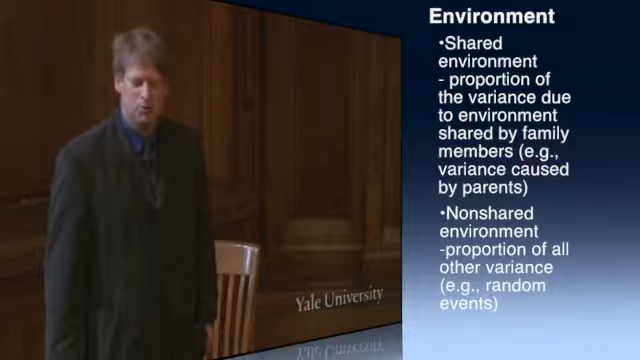 Environment
•Shared
environment
- proportion of
the variance due
to environment
shared by family
members (e.g.,
variance caused
by parents)
•Nonshared
environment
-proportion of all
other variance
(e.g., random
events)
Yale University